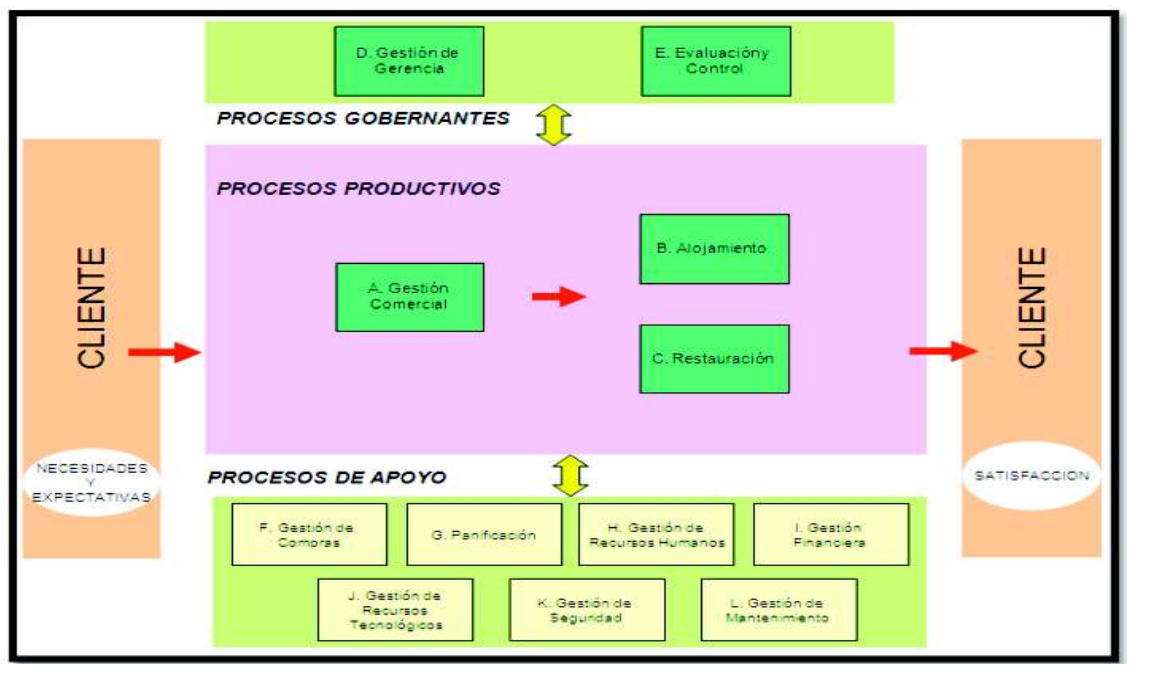 D. Gestión de
Gerencia
E. Evaluacióny
Control
PROCESOS GOBERNANTES
PROCESOS PRODUCTIVOS
CLIENTE
A. Gestión
Comercial
B. Alojamiento
C. Restauración
CLIENTE
NECESIDADES
Y
EXPECTATIVAS
SATISFACCION
PROCESOS DE APOYO
F. Gestión de
Compras
G. Panificación
H. Gestión de
Recursos Humanos
I. Gestión
Financiera
J. Gestión de
Recursos
Tecnológicos
K. Gestión de
Seguridad
L. Gestión de
Mantenimiento